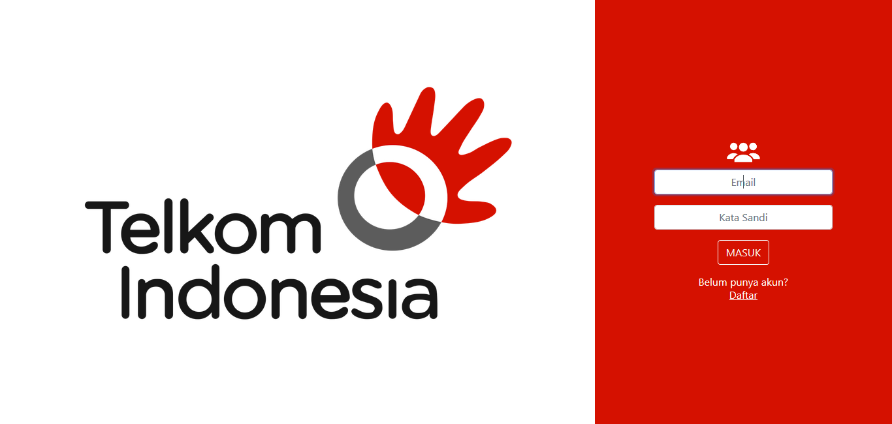 Telkom
Indonesia
Email
Kata Sandi
MASUK
Belum punya akun?
Daftar